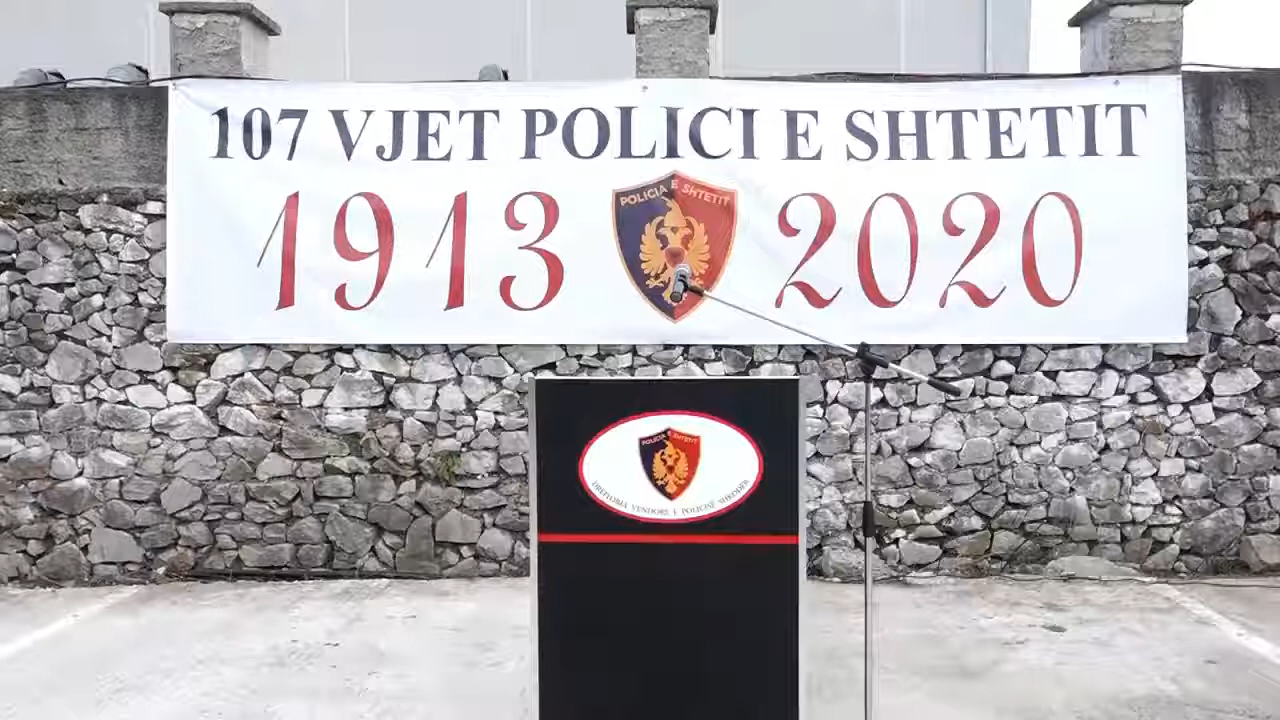 107 VJET POLICI E SHTETIT
1913 2020
POLICIA E SHTETIT
POLICIA E SHTETIT
DREJTORIA VENDORE E POLICISË SHKODËR